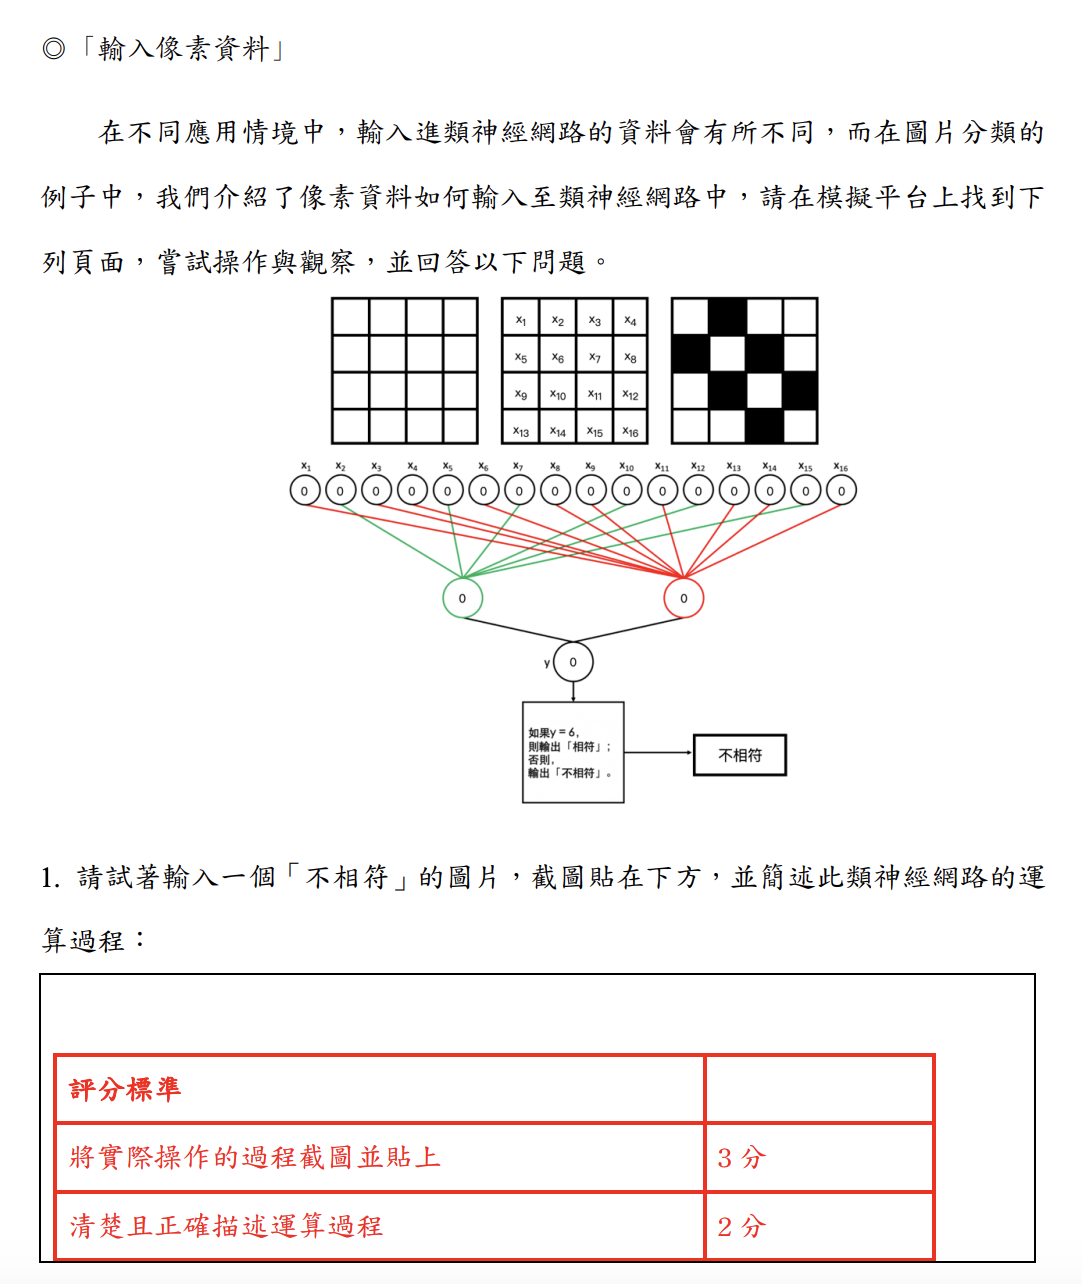 ◎「輸入像素資料」
在不同應用情境中，輸入進類神經網路的資料會有所不同，而在圖片分類的
例子中，我們介紹了像素資料如何輸入至類神經網路中，請在模擬平台上找到下
列頁面，嘗試操作與觀察，並回答以下問題。
x1 x2 x3 x4
x5 x6 x7 x8
x9 x10 x11 x12
x13 x14 x15 x16
x1 x2 x3 x4 x5 x6 x7 x8 x9 x10 x11 x12 x13 x14 x15 x16
0 0 0 0 0 0 0 0 0 0 0 0 0 0 0 0
0 0
y 0
如果y = 6,
則輸出「相符」；
否則,
輸出「不相符」。
不相符
1. 請試著輸入一個「不相符」的圖片，截圖貼在下方，並簡述此類神經網路的運
算過程：
評分標準
將實際操作的過程截圖並貼上 3 分
清楚且正確描述運算過程 2 分